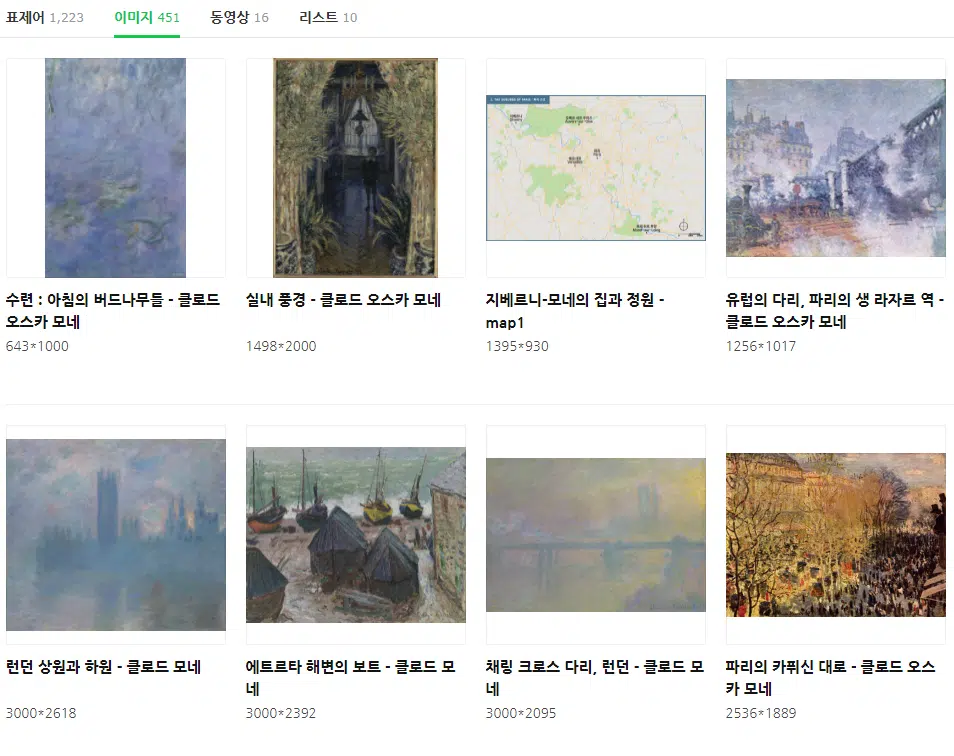 표제어 1,223 이미지 451 동영상 16 리스트 10
수련 : 아침의 버드나무들 - 클로드
오스카 모네
643*1000
실내 풍경 - 클로드 오스카 모네
1498*2000
지베르니-모네의 집과 정원 -
map1
1395*930
유럽의 다리, 파리의 생 라자르 역 -
클로드 오스카 모네
1256*1017
런던 상원과 하원 - 클로드 모네
3000*2618
에트르타 해변의 보트 - 클로드 모
네
3000*2392
채링 크로스 다리, 런던 - 클로드 모
네
3000*2095
파리의 카퓌신 대로 - 클로드 오스
카 모네
2536*1889